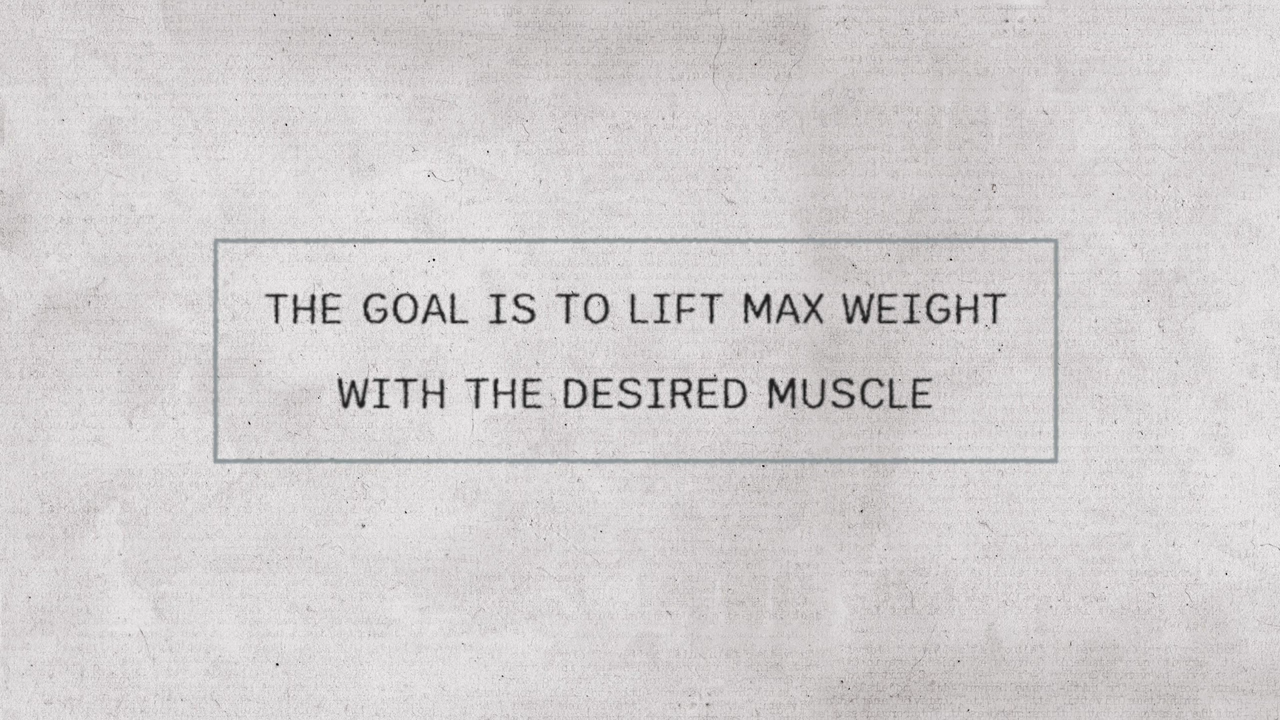 THE GOAL IS TO LIFT MAX WEIGHT
WITH THE DESIRED MUSCLE